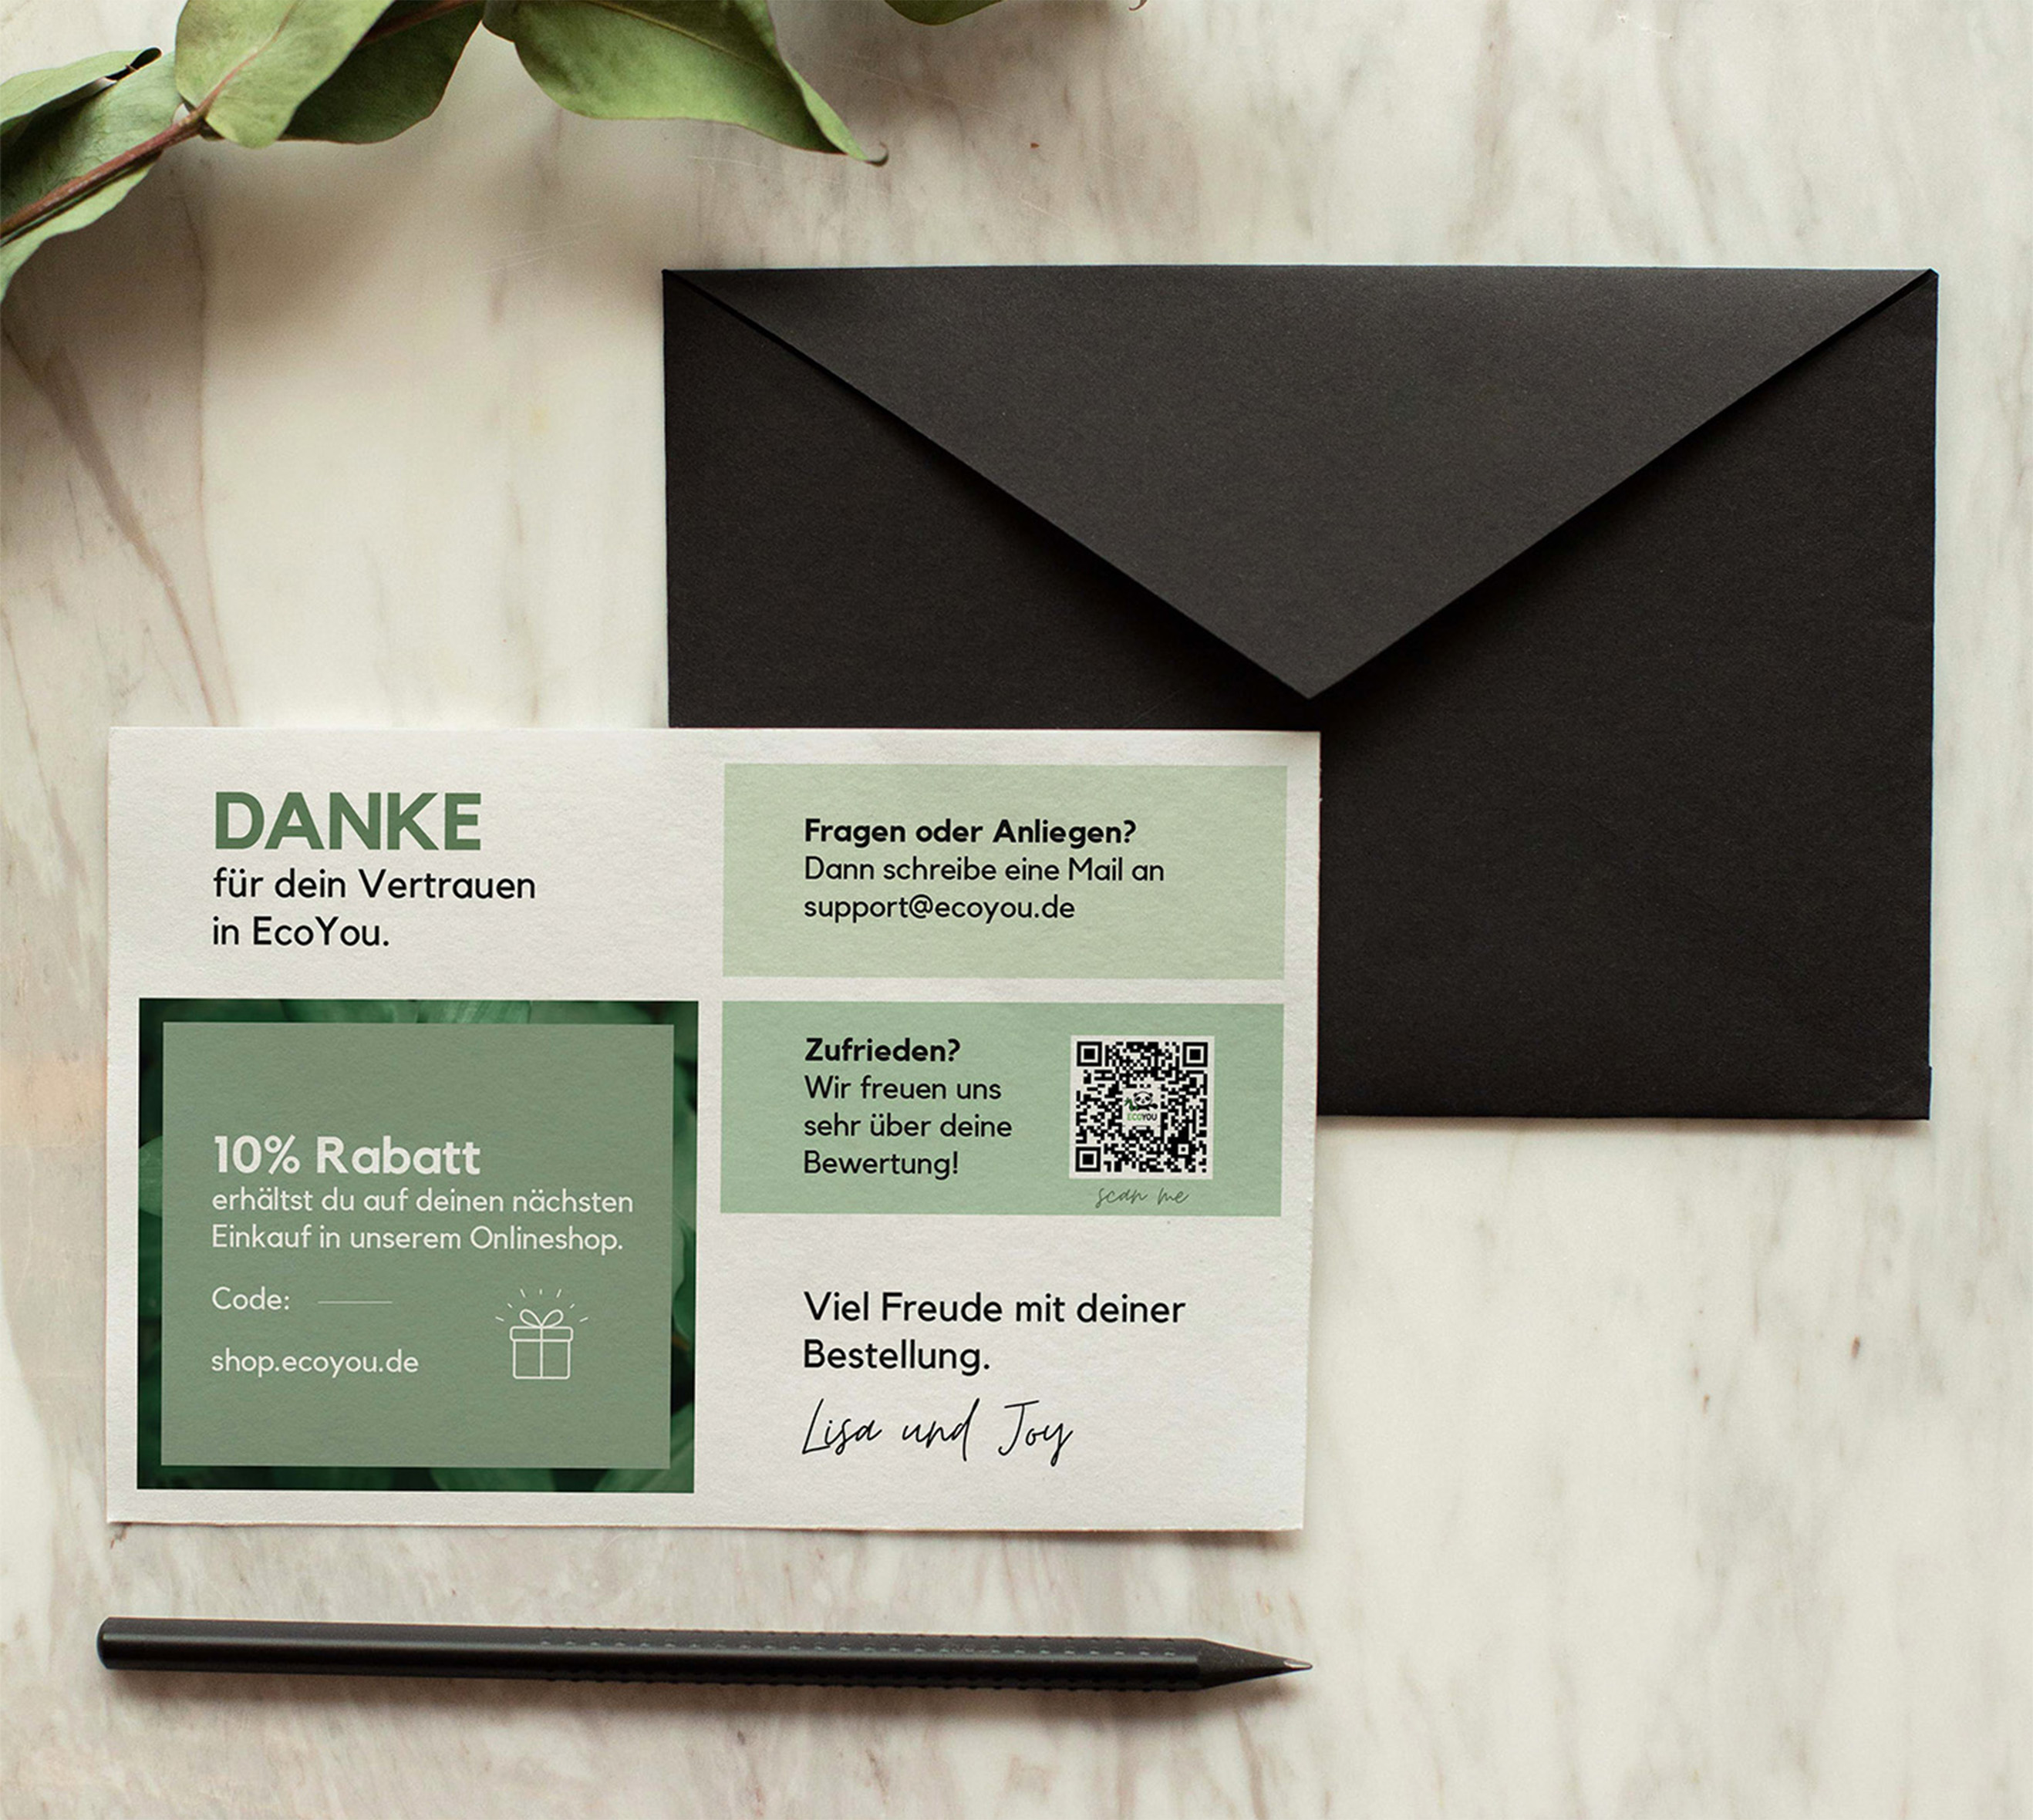 DANKE
für dein Vertrauen
in EcoYou.
10% Rabatt
erhältst du auf deinen nächsten
Einkauf in unserem Onlineshop.
Code:
shop.ecoyou.de
Fragen oder Anliegen?
Dann schreibe eine Mail an
support@ecoyou.de
Zufrieden?
Wir freuen uns
sehr über deine
Bewertung!
ECOYOU
scan me
Viel Freude mit deiner
Bestellung.
Lisa und Joy